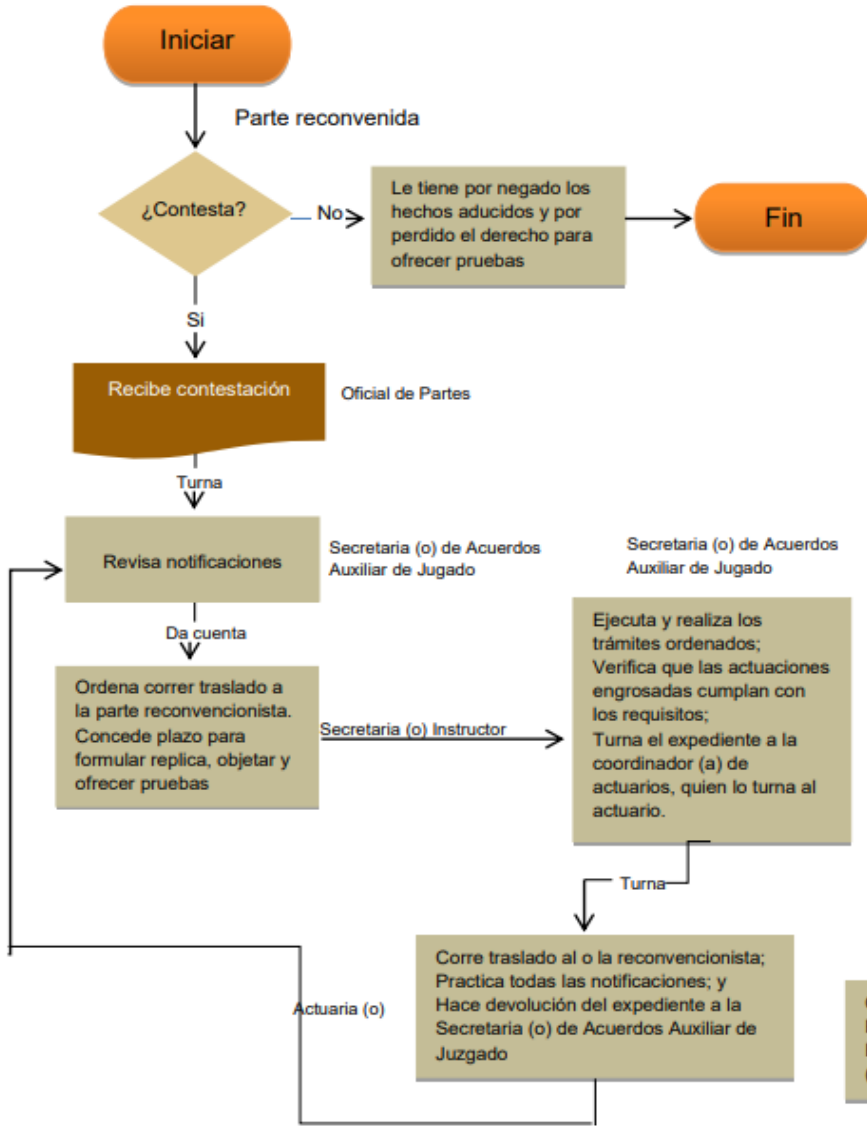 Iniciar
Parte reconvenida
¿Contesta?
No
Le tiene por negado los
hechos aducidos y por
perdido el derecho para
ofrecer pruebas
Fin
Si
Recibe contestación
Oficial de Partes
Turna
Revisa notificaciones
Secretaria (o) de Acuerdos
Auxiliar de Jugado
Da cuenta
Ordena correr traslado a
la parte reconvencionista.
Concede plazo para
formular replica, objetar y
ofrecer pruebas
Secretaria (o) Instructor
Secretaria (o) de Acuerdos
Auxiliar de Jugado
Ejecuta y realiza los
trámites ordenados;
Verifica que las actuaciones
engrosadas cumplan con
los requisitos;
Turna el expediente a la
coordinador (a) de
actuarios, quien lo turna al
actuario.
Turna
Corre traslado al o la reconvencionista;
Practica todas las notificaciones; y
Hace devolución del expediente a la
Secretaria (o) de Acuerdos Auxiliar de
Juzgado
Actuaria (o)